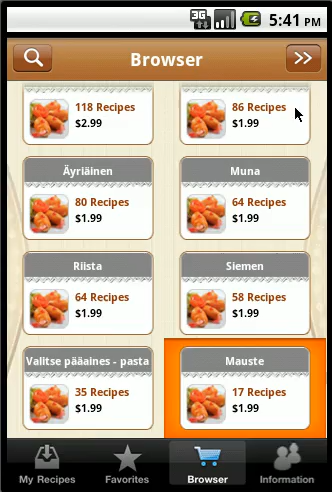 3G 5:41 PM
Browser
118 Recipes
$2.99
86 Recipes
$1.99
Äyriäinen
80 Recipes
$1.99
Muna
64 Recipes
$1.99
Riista
64 Recipes
$1.99
Siemen
58 Recipes
$1.99
Valitse pääaines - pasta
35 Recipes
$1.99
Mauste
17 Recipes
$1.99
My Recipes
Favorites
Browser
Information